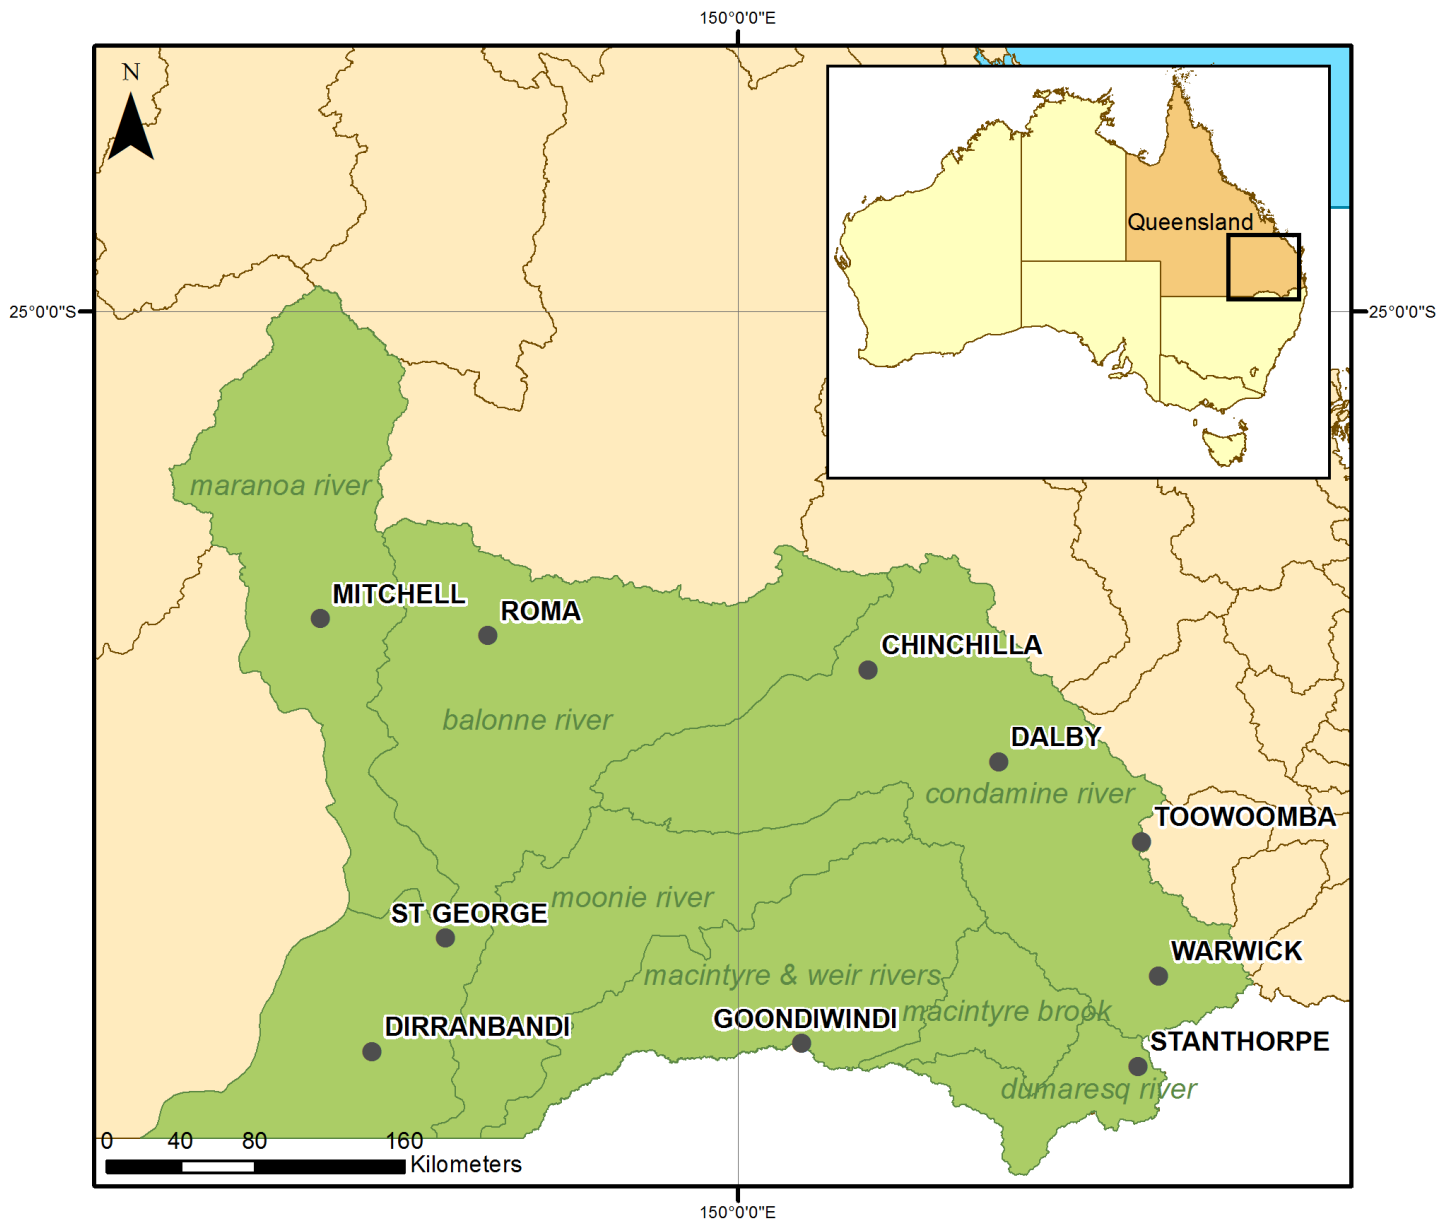 150°0'0"E
N
Queensland
25°0'0"S
25°0'0"S
maranoa river
MITCHELL
ROMA
CHINCHILLA
balonne river
DALBY
condamine river
TOOWOOMBA
moonie river
ST GEORGE
WARWICK
macintyre & weir rivers
macintyre brook
GOONDIWINDI
DIRRANBANDI
STANTHORPE
dumaresq river
0 40 80 160
Kilometers
150°0'0"E